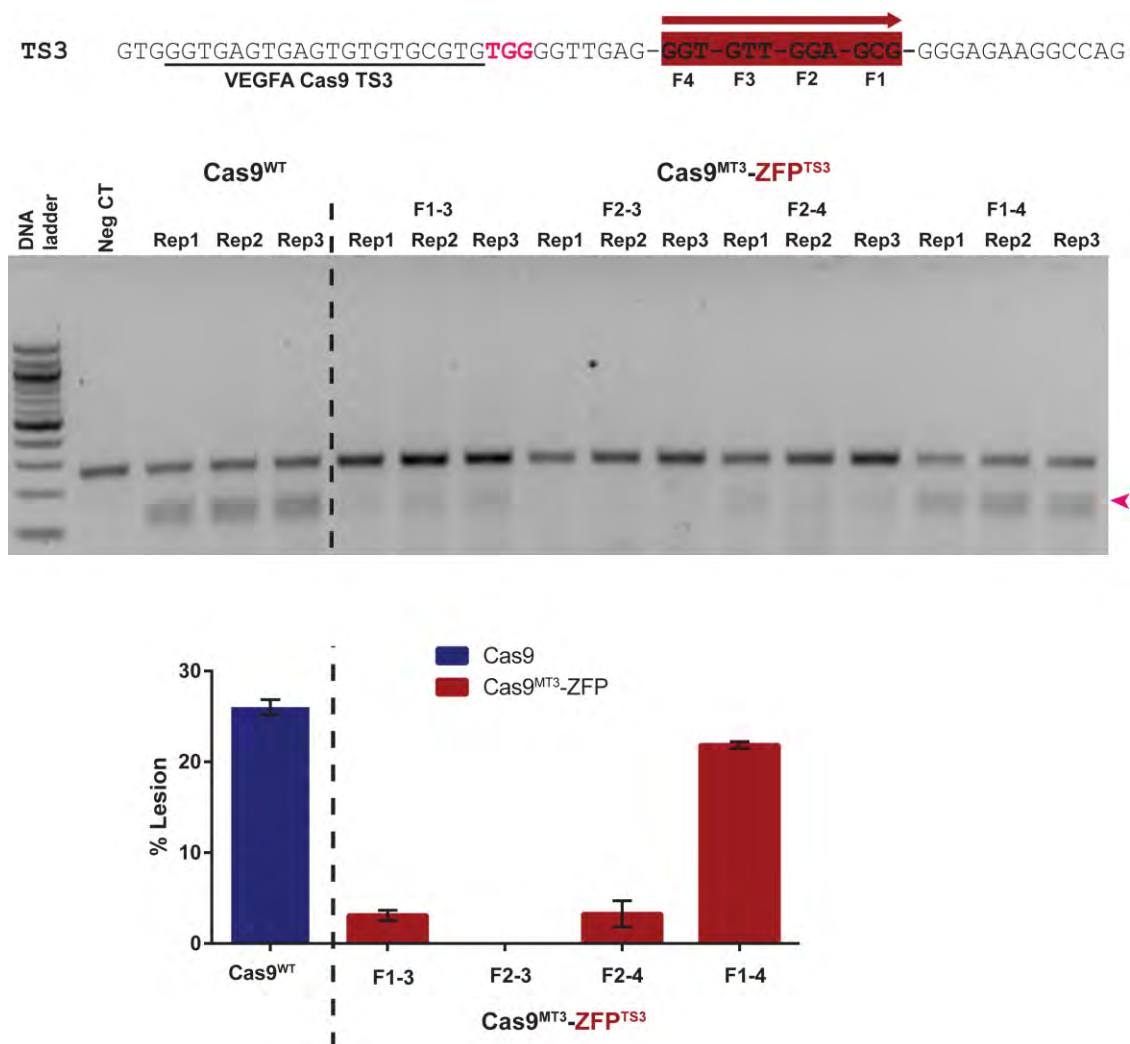 TS3 GTGGGTGAGTGAGTGTGTGCGTGTGGGGTTGAG-GGT-GTT-GGA-GCG-GGGAGAAGGCCAG
VEGFA Cas9 TS3 F4 F3 F2 F1
Cas9WT Cas9MT3-ZFPTS3
DNA ladder Neg CT F1-3 F2-3 F2-4 F1-4
Rep1 Rep2 Rep3 Rep1 Rep2 Rep3 Rep1 Rep2 Rep3 Rep1 Rep2 Rep3 Rep1 Rep2 Rep3
Cas9
Cas9MT3-ZFP
% Lesion
30
20
10
0
Cas9WT F1-3 F2-3 F2-4 F1-4
Cas9MT3-ZFPTS3